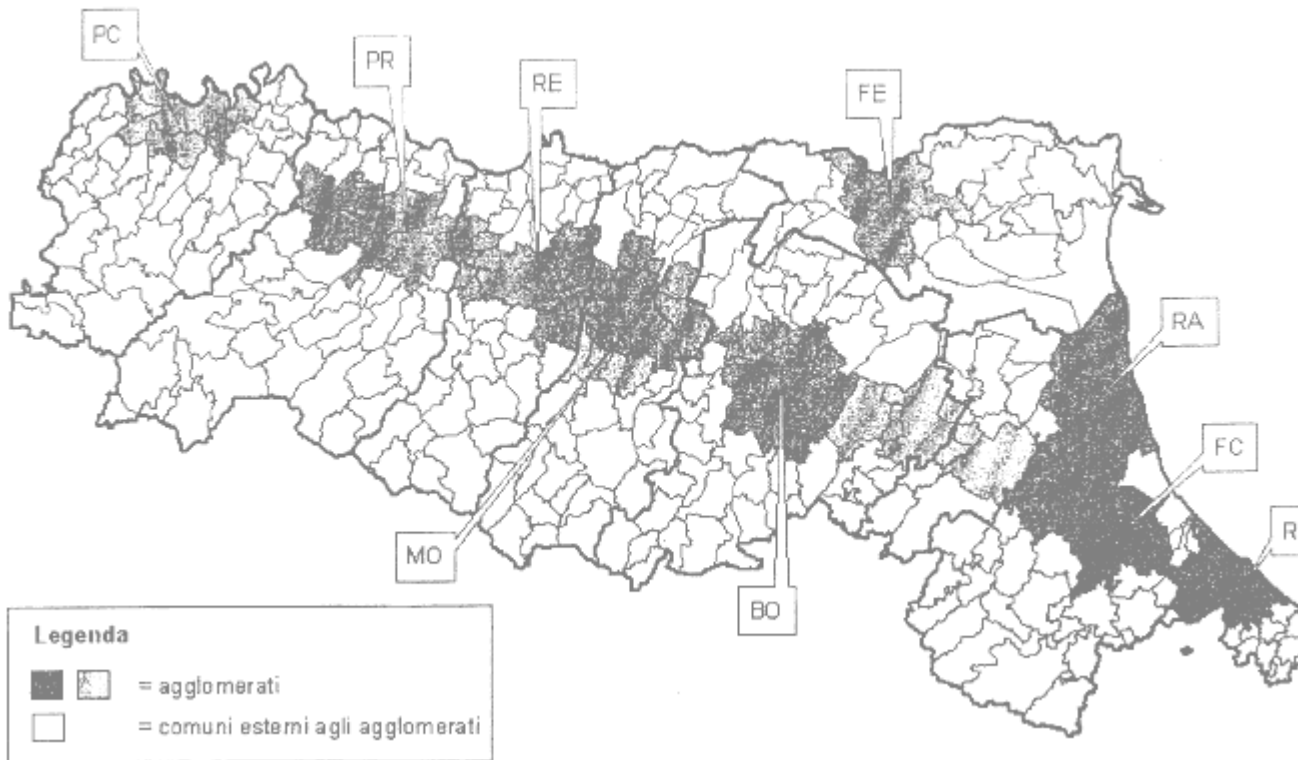 PC
PR
RE
FE
RA
FC
R
MO
BO
Legenda
= agglomerati
= comuni esterni agli agglomerati